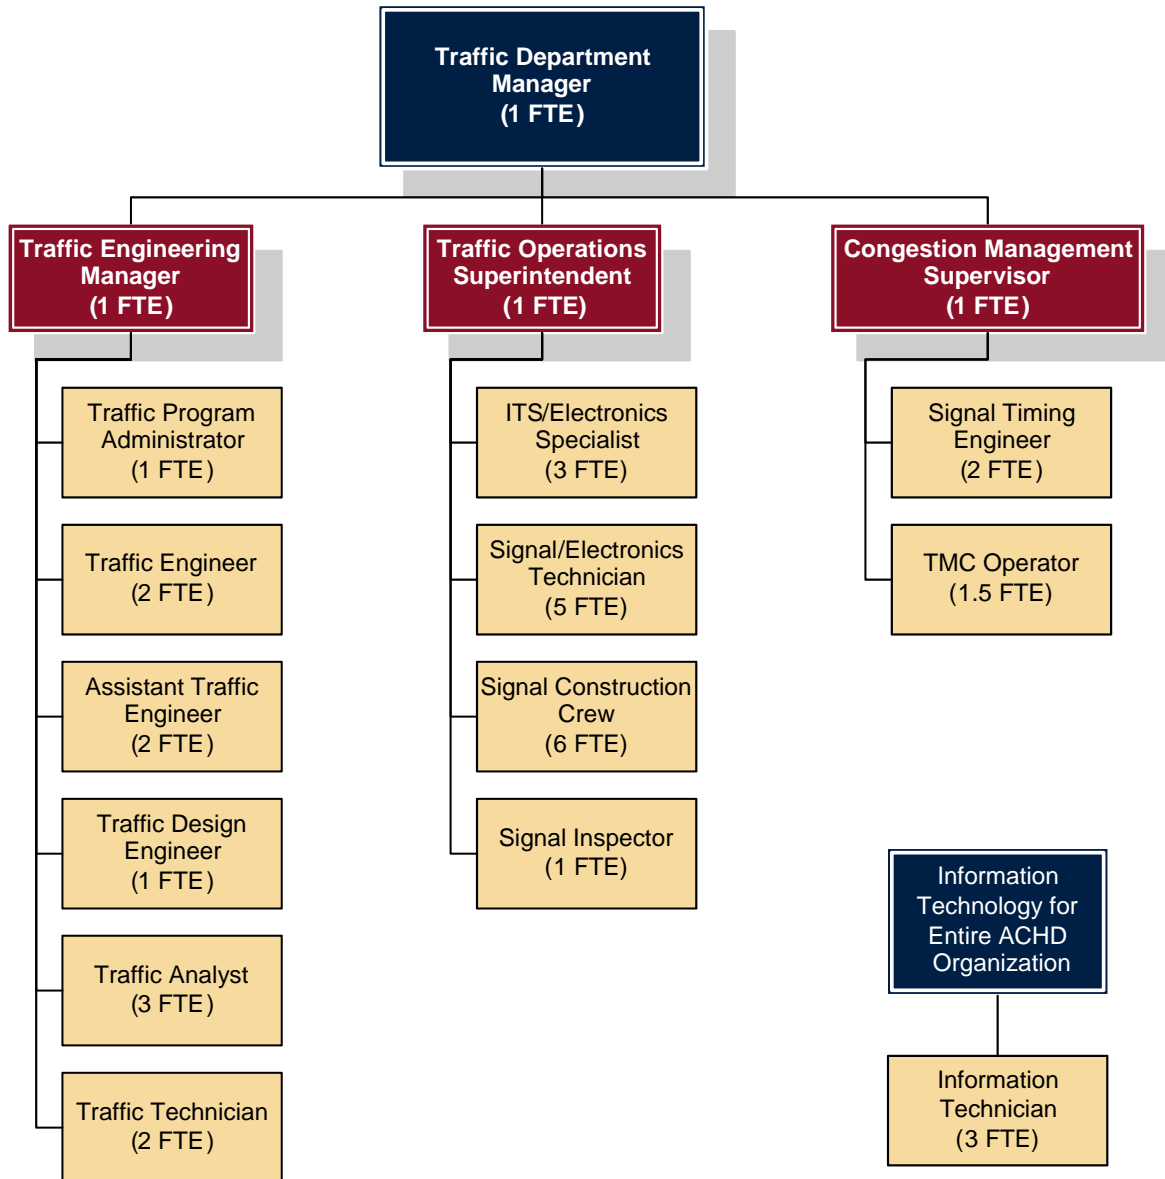 Traffic Department
Manager
(1 FTE)
Traffic Engineering
Manager
(1 FTE)
Traffic Operations
Superintendent
(1 FTE)
Congestion Management
Supervisor
(1 FTE)
Traffic Program
Administrator
(1 FTE)
Traffic Engineer
(2 FTE)
Assistant Traffic
Engineer
(2 FTE)
Traffic Design
Engineer
(1 FTE)
Traffic Analyst
(3 FTE)
Traffic Technician
(2 FTE)
ITS/Electronics
Specialist
(3 FTE)
Signal/Electronics
Technician
(5 FTE)
Signal Construction
Crew
(6 FTE)
Signal Inspector
(1 FTE)
Signal Timing
Engineer
(2 FTE)
TMC Operator
(1.5 FTE)
Information
Technology for
Entire ACHD
Organization
Information
Technician
(3 FTE)